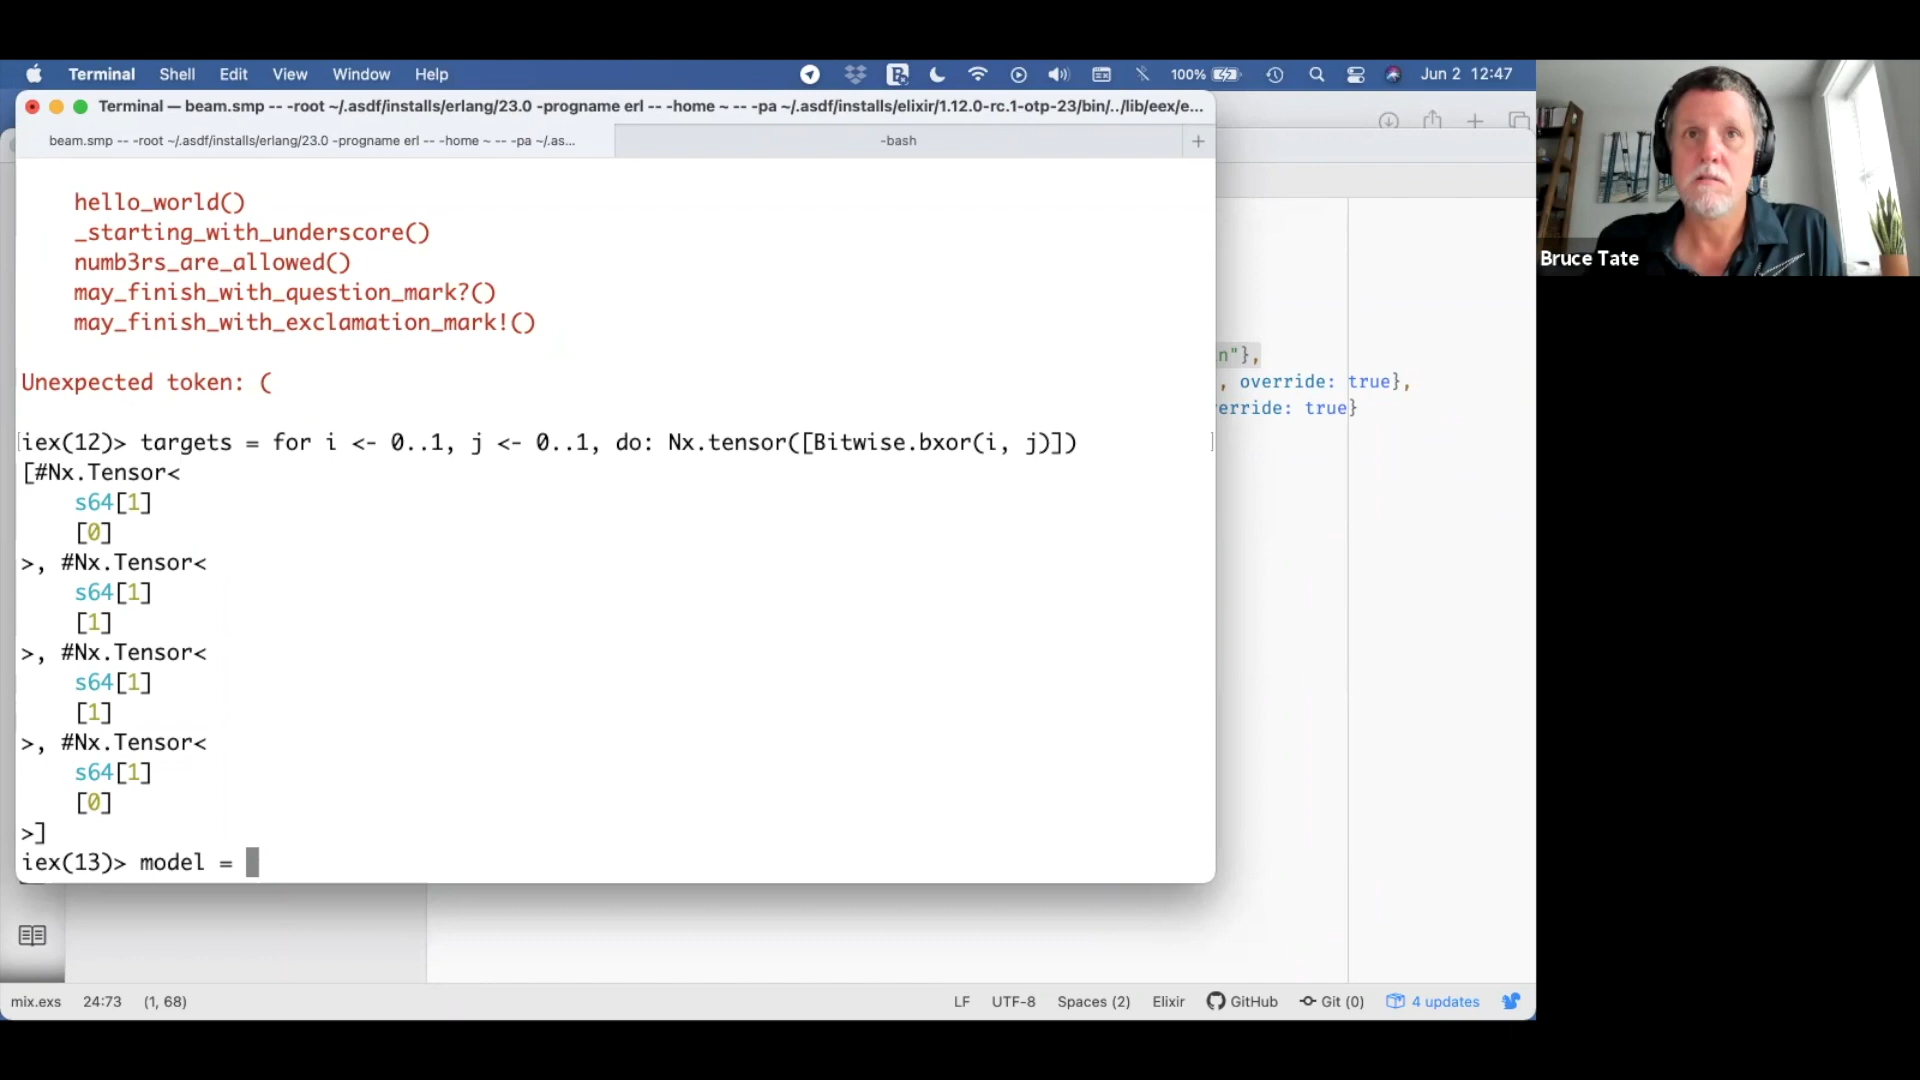 Terminal Shell Edit View Window Help 100% Jun 2 12:47
Terminal — beam.smp -- -root ~/.asdf/installs/erlang/23.0 -progname erl -- -home ~ -- -pa ~/.asdf/installs/elixir/1.12.0-rc.1-otp-23/bin/../lib/eex/e...
beam.smp -- -root ~/.asdf/installs/erlang/23.0 -progname erl -- -home ~ -- -pa ~/.as... -bash
hello_world()
_starting_with_underscore()
numb3rs_are_allowed()
may_finish_with_question_mark?()
may_finish_with_exclamation_mark!()
Unexpected token: (
iex(12)> targets = for i <- 0..1, j <- 0..1, do: Nx.tensor([Bitwise.bxor(i, j)])
[#Nx.Tensor<
s64[1]
[0]
>, #Nx.Tensor<
s64[1]
[1]
>, #Nx.Tensor<
s64[1]
[1]
>, #Nx.Tensor<
s64[1]
[0]
>]
iex(13)> model =
n"},
, override: true},
erride: true}
mix.exs 24:73 (1, 68) LF UTF-8 Spaces (2) Elixir GitHub Git (0) 4 updates
Bruce Tate